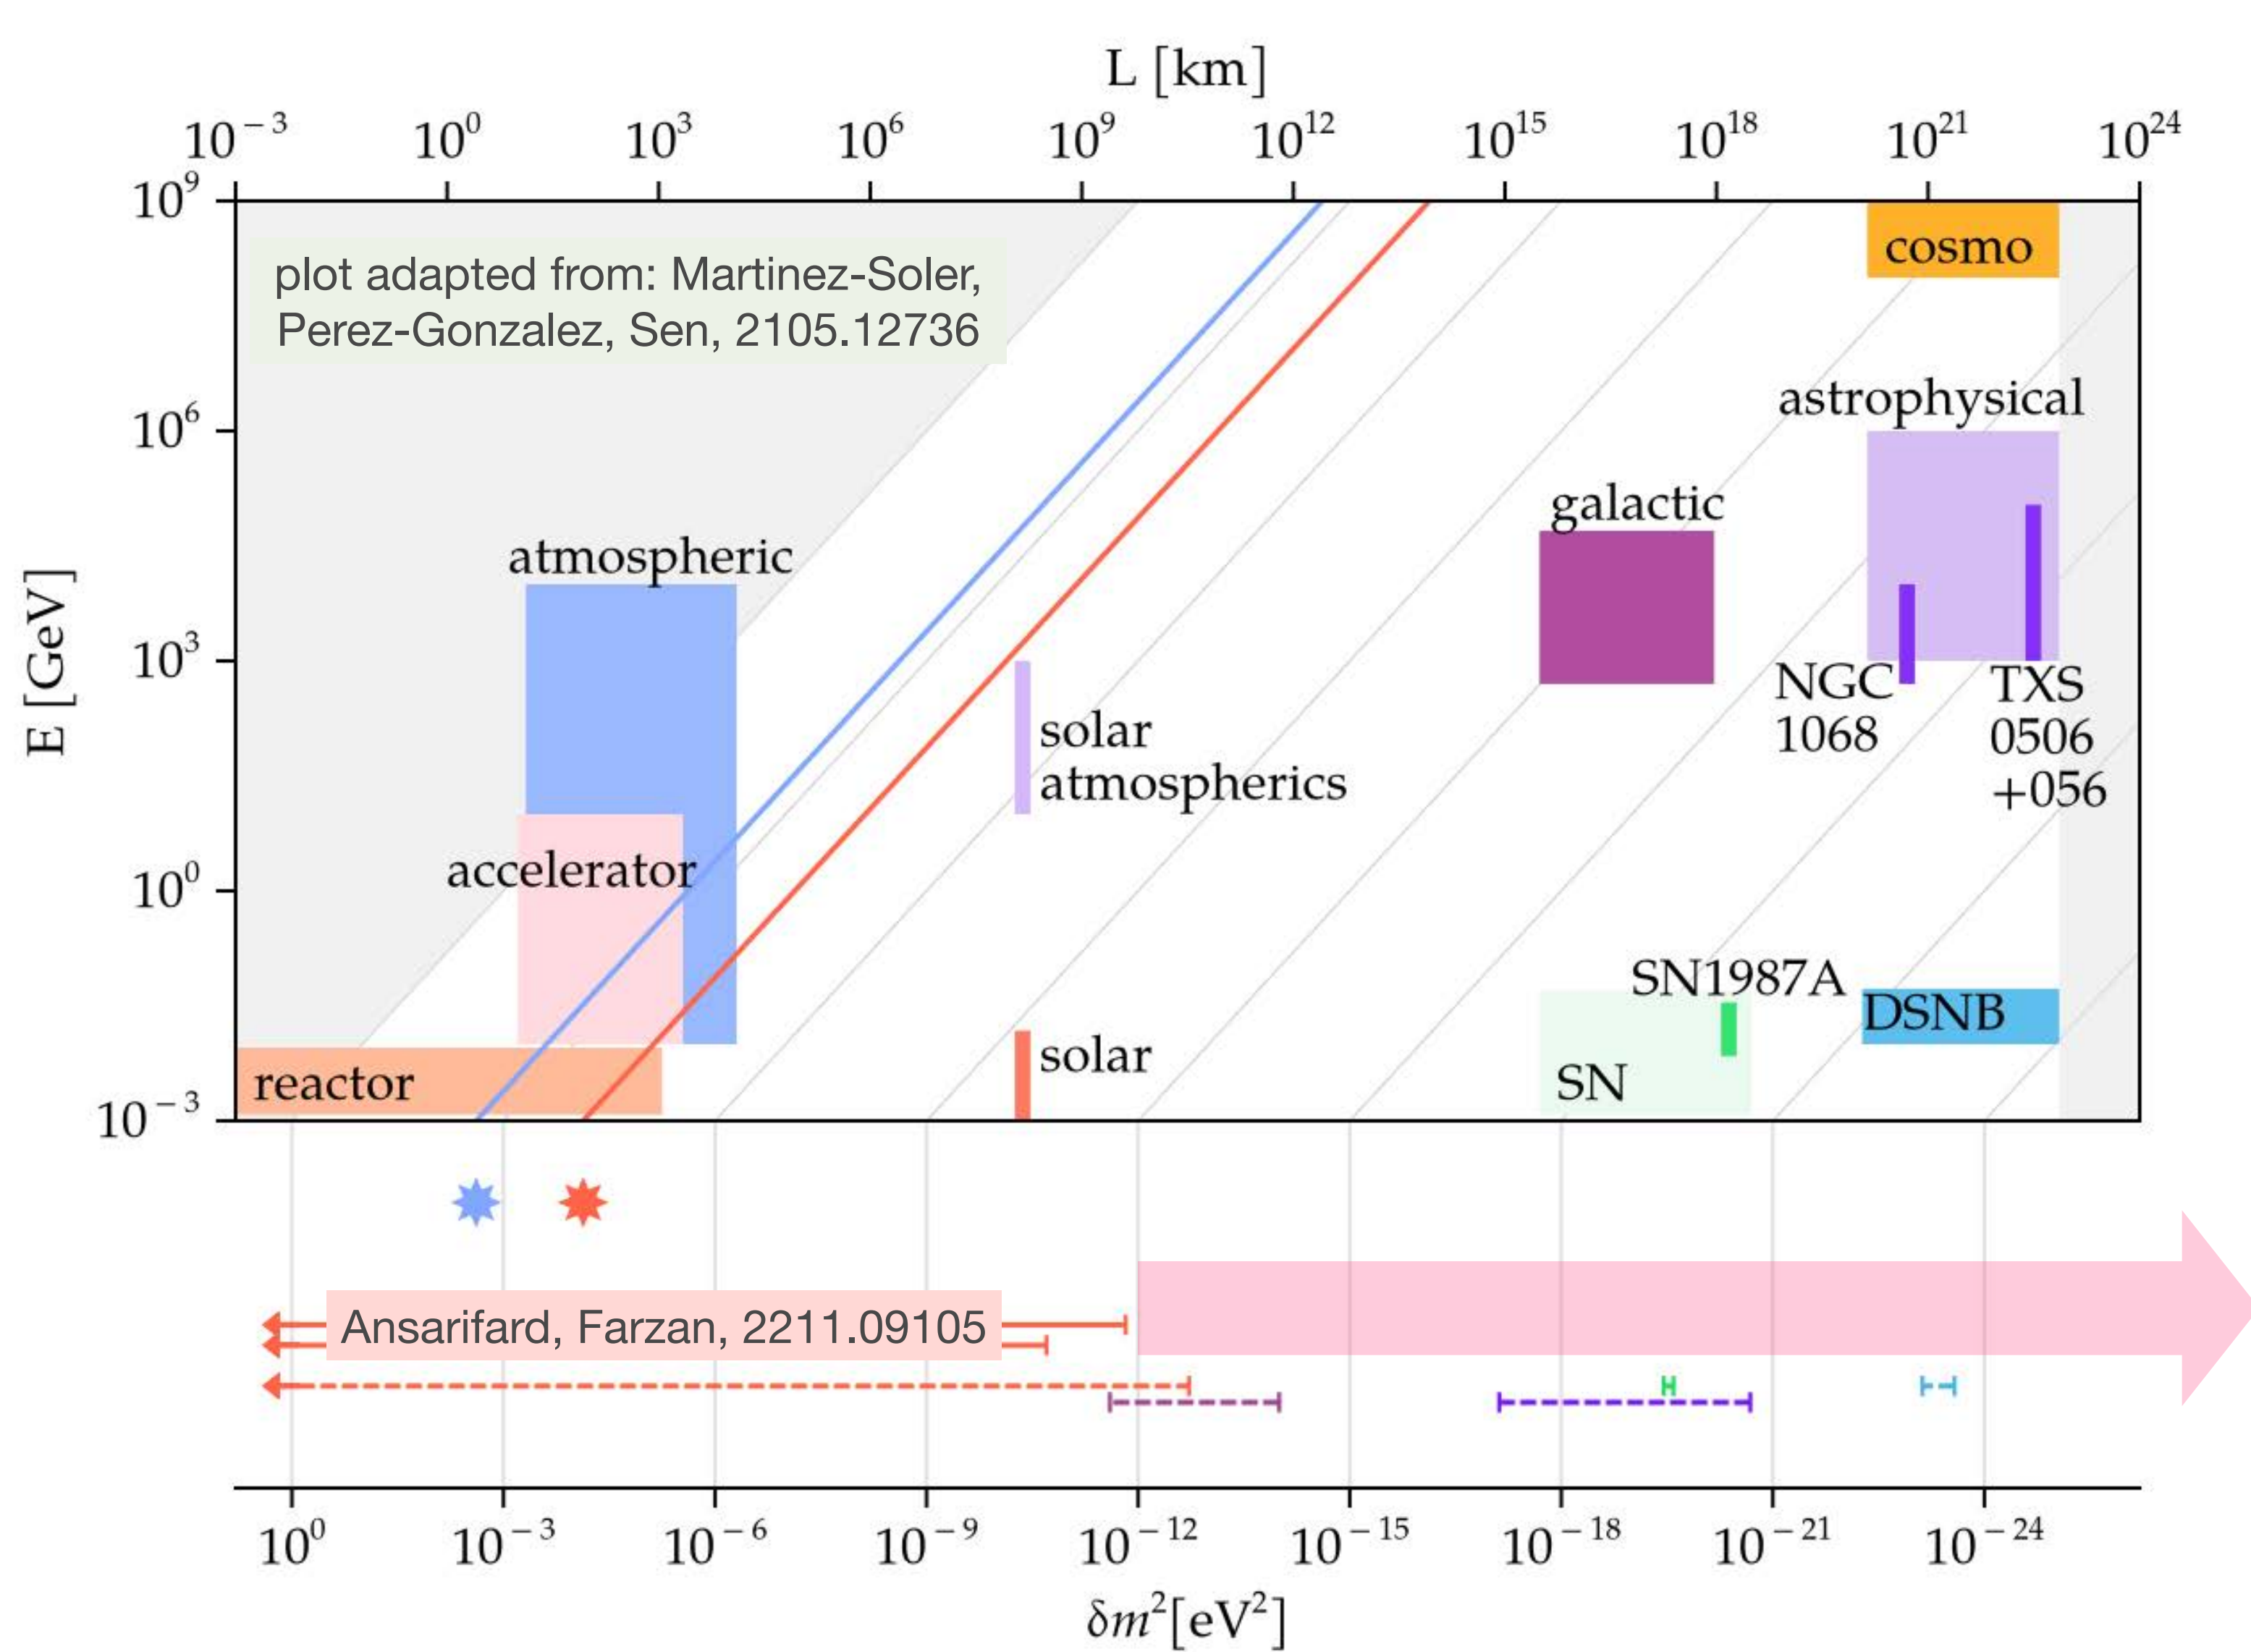 L [km]
10⁻³ 10⁰ 10³ 10⁶ 10⁹ 10¹² 10¹⁵ 10¹⁸ 10²¹ 10²⁴
10⁹
10⁶
10³
10⁰
10⁻³
E [GeV]
plot adapted from: Martinez-Soler,
Perez-Gonzalez, Sen, 2105.12736
cosmo
astrophysical
galactic
atmospheric
NGC
1068
TXS
0506
+056
solar
atmospherics
accelerator
SN1987A
DSNB
solar
SN
reactor
Ansarifard, Farzan, 2211.09105
10⁰ 10⁻³ 10⁻⁶ 10⁻⁹ 10⁻¹² 10⁻¹⁵ 10⁻¹⁸ 10⁻²¹ 10⁻²⁴
δm²[eV²]